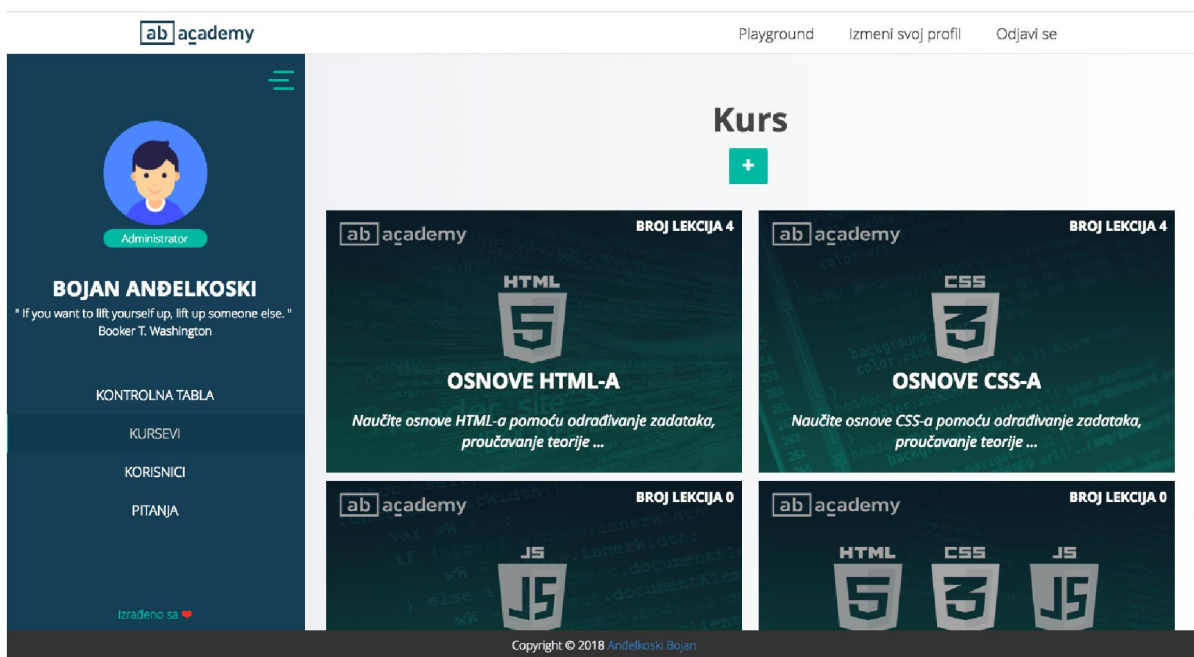 ab academy
Playground Izmeni svoj profil Odjavi se
Administrator
BOJAN ANĐELKOSKI
" If you want to lift yourself up, lift up someone else. "
Booker T. Washington
KONTROLNA TABLA
KURSEVI
KORISNICI
PITANJA
Izrađeno sa
Kurs
+
ab academy
BROJ LEKCIJA 4
HTML
5
OSNOVE HTML-A
Naučite osnove HTML-a pomoću odrađivanje zadataka,
proučavanje teorije ...
ab academy
BROJ LEKCIJA 4
CSS
3
OSNOVE CSS-A
Naučite osnove CSS-a pomoću odrađivanje zadataka,
proučavanje teorije ...
ab academy
BROJ LEKCIJA 0
JS
JS
ab academy
BROJ LEKCIJA 0
HTML CSS JS
5 3 JS
Copyright © 2018 Anđelkoski Bojan